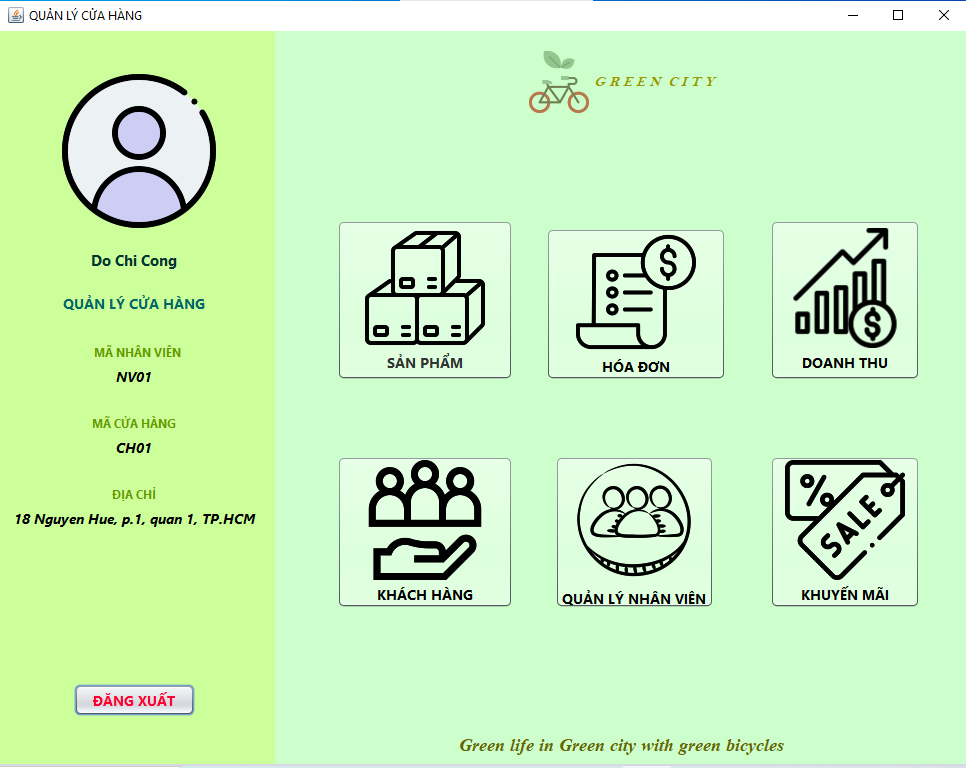 QUẢN LÝ CỬA HÀNG
Do Chi Cong
QUẢN LÝ CỬA HÀNG
MÃ NHÂN VIÊN
NV01
MÃ CỬA HÀNG
CH01
ĐỊA CHỈ
18 Nguyen Hue, p.1, quan 1, TP.HCM
ĐĂNG XUẤT
GREEN CITY
SẢN PHẨM
$
HÓA ĐƠN
$
DOANH THU
KHÁCH HÀNG
QUẢN LÝ NHÂN VIÊN
%
SALE
KHUYẾN MÃI
Green life in Green city with green bicycles